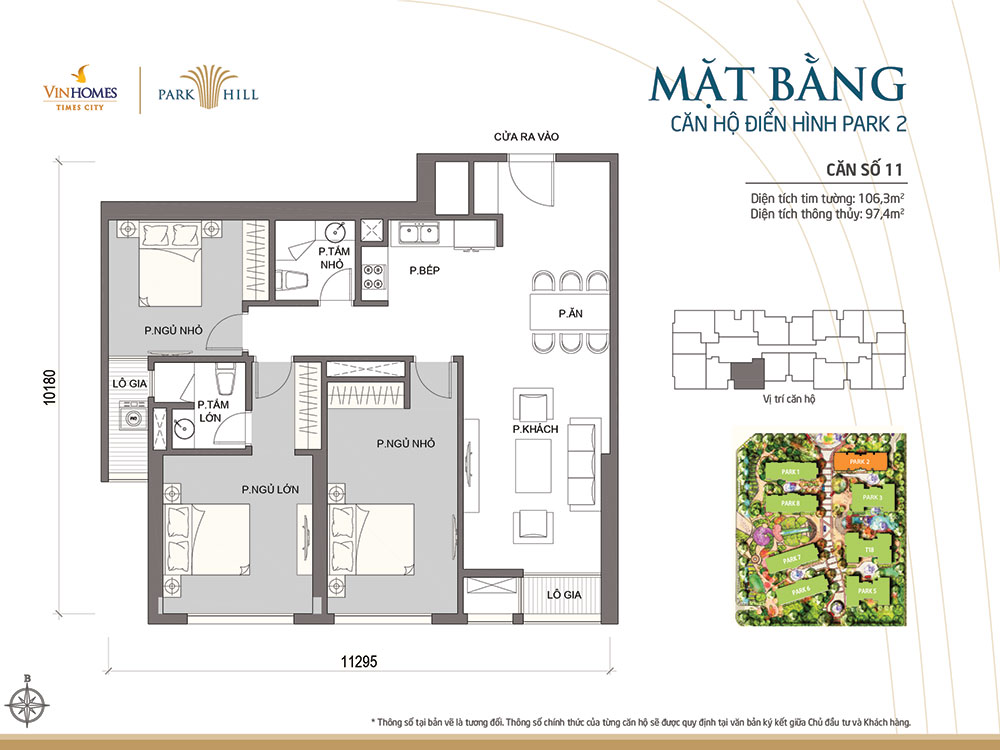 VINHOMES
TIMES CITY
PARK HILL
MẶT BẰNG
CĂN HỘ ĐIỂN HÌNH PARK 2
CĂN SỐ 11
Diện tích tim tường: 106,3m²
Diện tích thông thủy: 97,4m²
CỬA RA VÀO
P.TẮM
NHỎ
P.BẾP
P.ĂN
P.NGỦ NHỎ
LÔ GIA
P.TẮM
LỚN
P.KHÁCH
P.NGỦ NHỎ
P.NGỦ LỚN
LÔ GIA
10180
11295
Vị trí căn hộ
PARK 1
PARK 2
PARK 8
PARK 3
PARK 7
T18
PARK 6
PARK 5
B
* Thông số tại bản vẽ là tương đối. Thông số chính thức của từng căn hộ sẽ được quy định tại văn bản ký kết giữa Chủ đầu tư và Khách hàng.